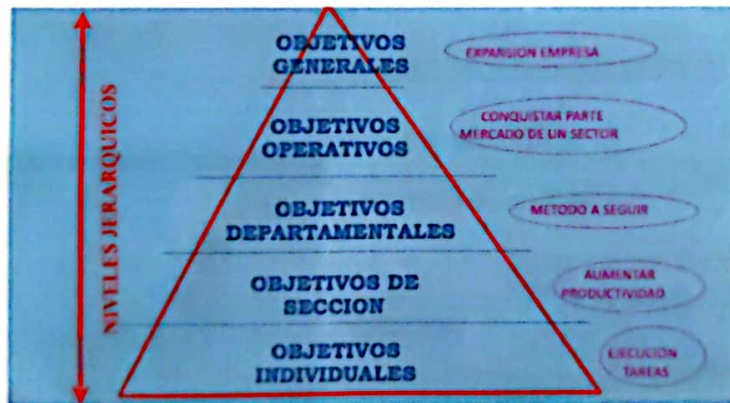 NIVELES JERARQUICOS
OBJETIVOS
GENERALES
EXPANSION EMPRESA
OBJETIVOS
OPERATIVOS
CONQUISTAR PARTE
MERCADO DE UN SECTOR
OBJETIVOS
DEPARTAMENTALES
METODO A SEGUIR
OBJETIVOS DE
SECCION
AUMENTAR
PRODUCTIVIDAD
OBJETIVOS
INDIVIDUALES
EJECUCION
TAREAS